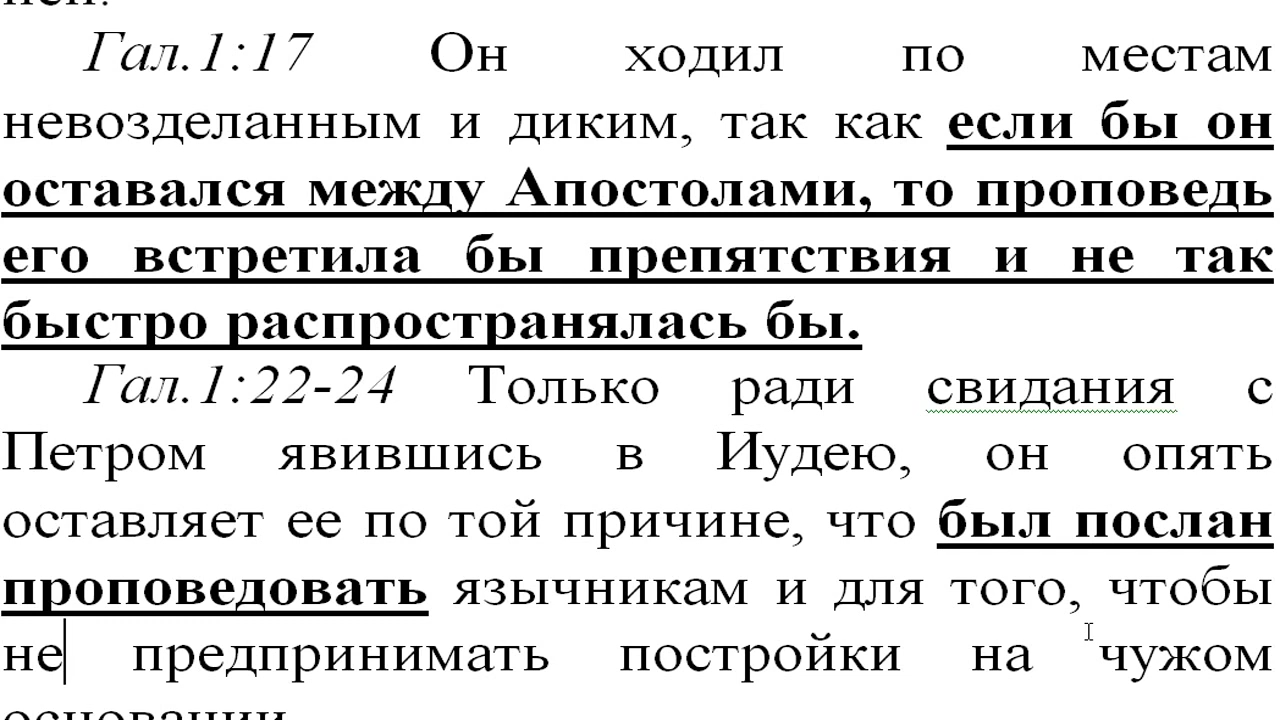 ней.
Гал.1:17 Он ходил по местам
невозделанным и диким, так как если бы он
оставался между Апостолами, то проповедь
его встретила бы препятствия и не так
быстро распространялась бы.
Гал.1:22-24 Только ради свидания с
Петром явившись в Иудею, он опять
оставляет ее по той причине, что был послан
проповедовать язычникам и для того, чтобы
не предпринимать постройки на чужом
основании